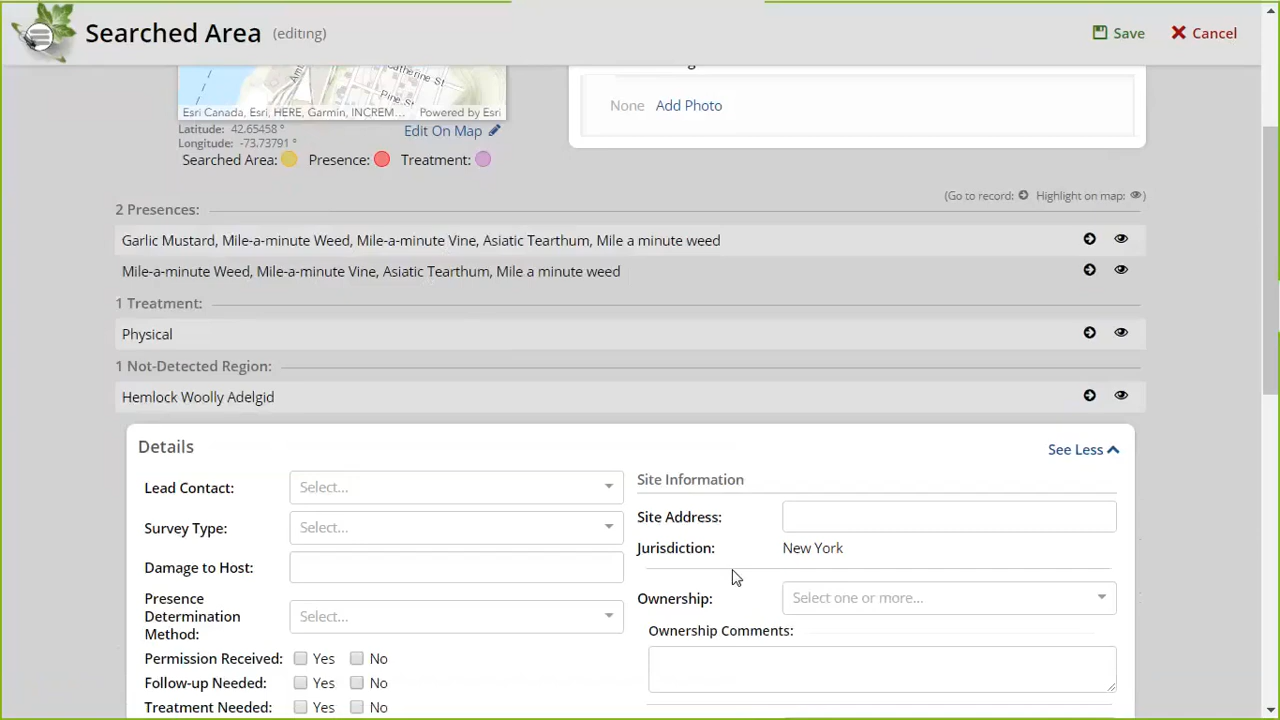 Searched Area (editing)
Save
Cancel
Catherine St
Pine St
Esri Canada, Esri, HERE, Garmin, INCREM... Powered by Esri
Latitude: 42.65458 °
Longitude: -73.73791 °
Edit On Map
Searched Area: Presence: Treatment:
None Add Photo
(Go to record: Highlight on map: )
2 Presences:
Garlic Mustard, Mile-a-minute Weed, Mile-a-minute Vine, Asiatic Tearthum, Mile a minute weed
Mile-a-minute Weed, Mile-a-minute Vine, Asiatic Tearthum, Mile a minute weed
1 Treatment:
Physical
1 Not-Detected Region:
Hemlock Woolly Adelgid
Details
See Less
Lead Contact: Select...
Survey Type: Select...
Damage to Host:
Presence
Determination
Method:
Select...
Permission Received: Yes No
Follow-up Needed: Yes No
Treatment Needed: Yes No
Site Information
Site Address:
Jurisdiction: New York
Ownership: Select one or more...
Ownership Comments: